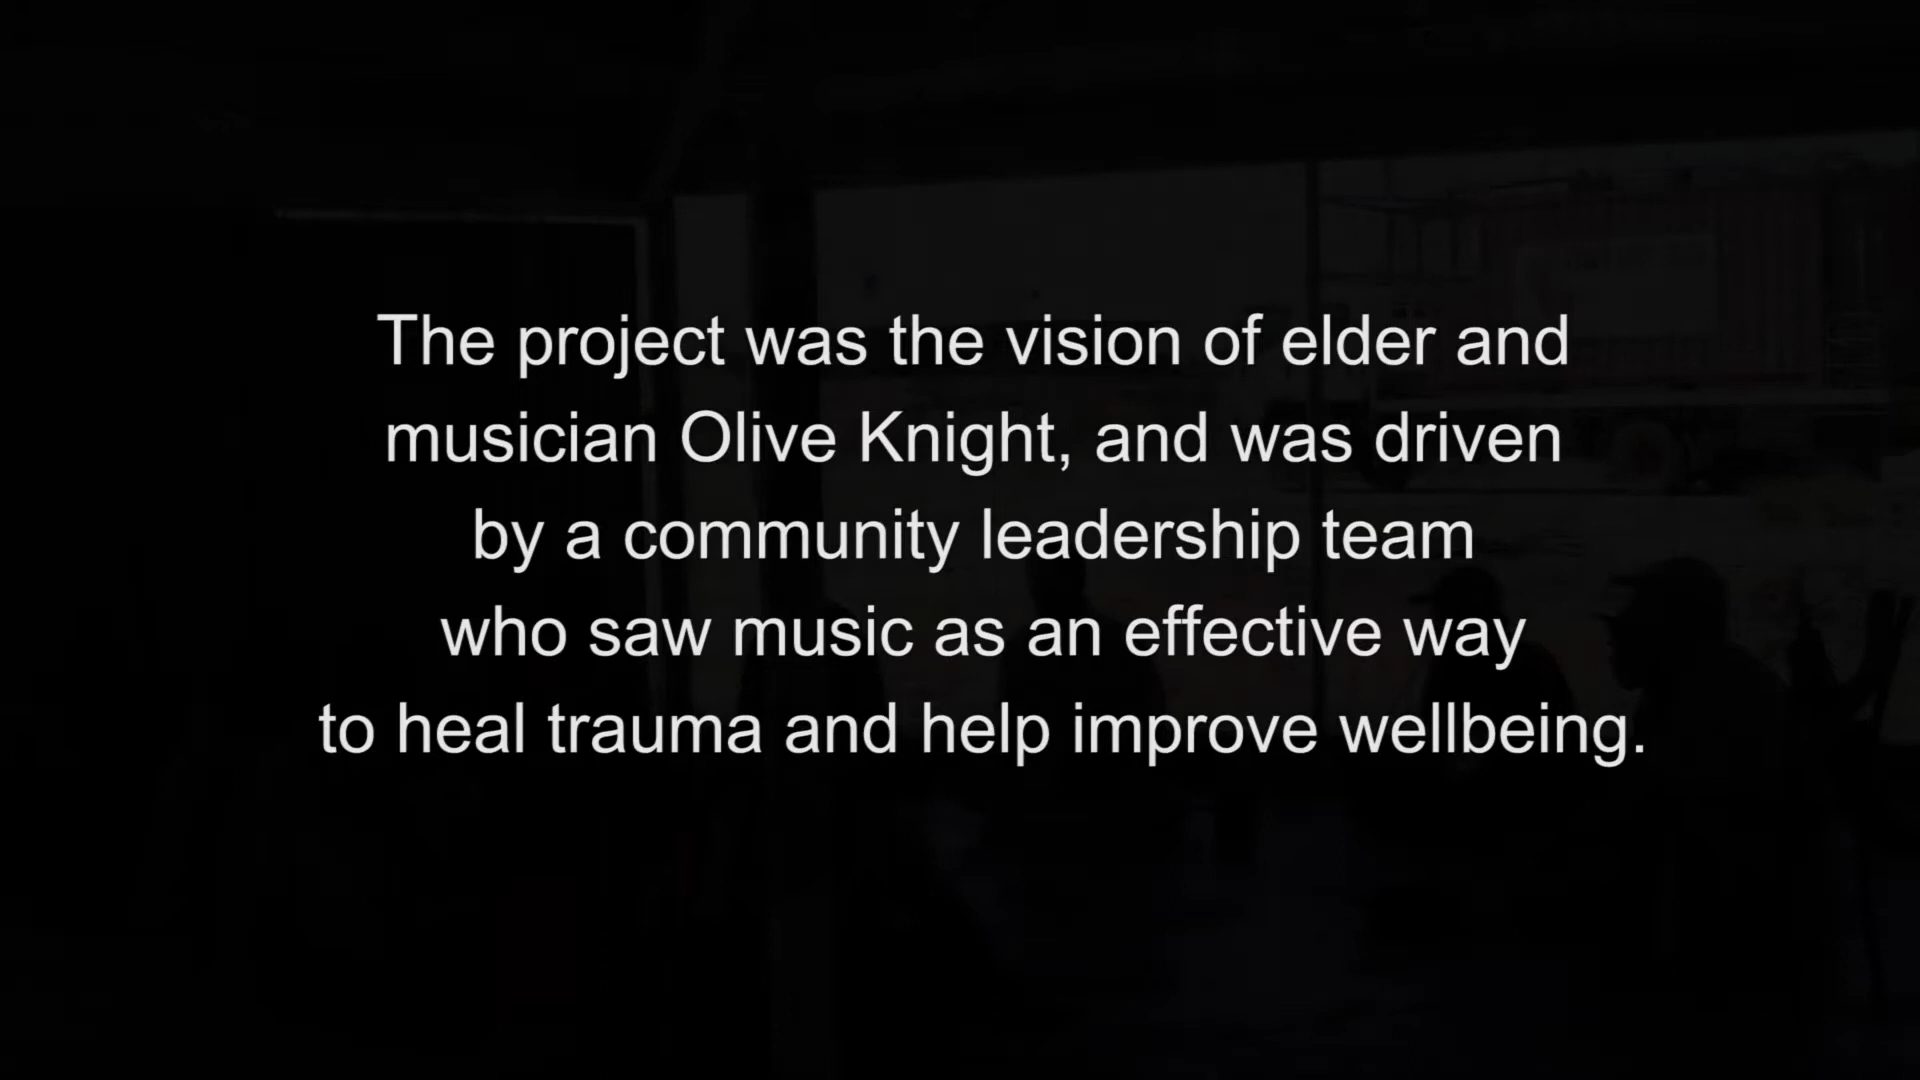 The project was the vision of elder and
musician Olive Knight, and was driven
by a community leadership team
who saw music as an effective way
to heal trauma and help improve wellbeing.